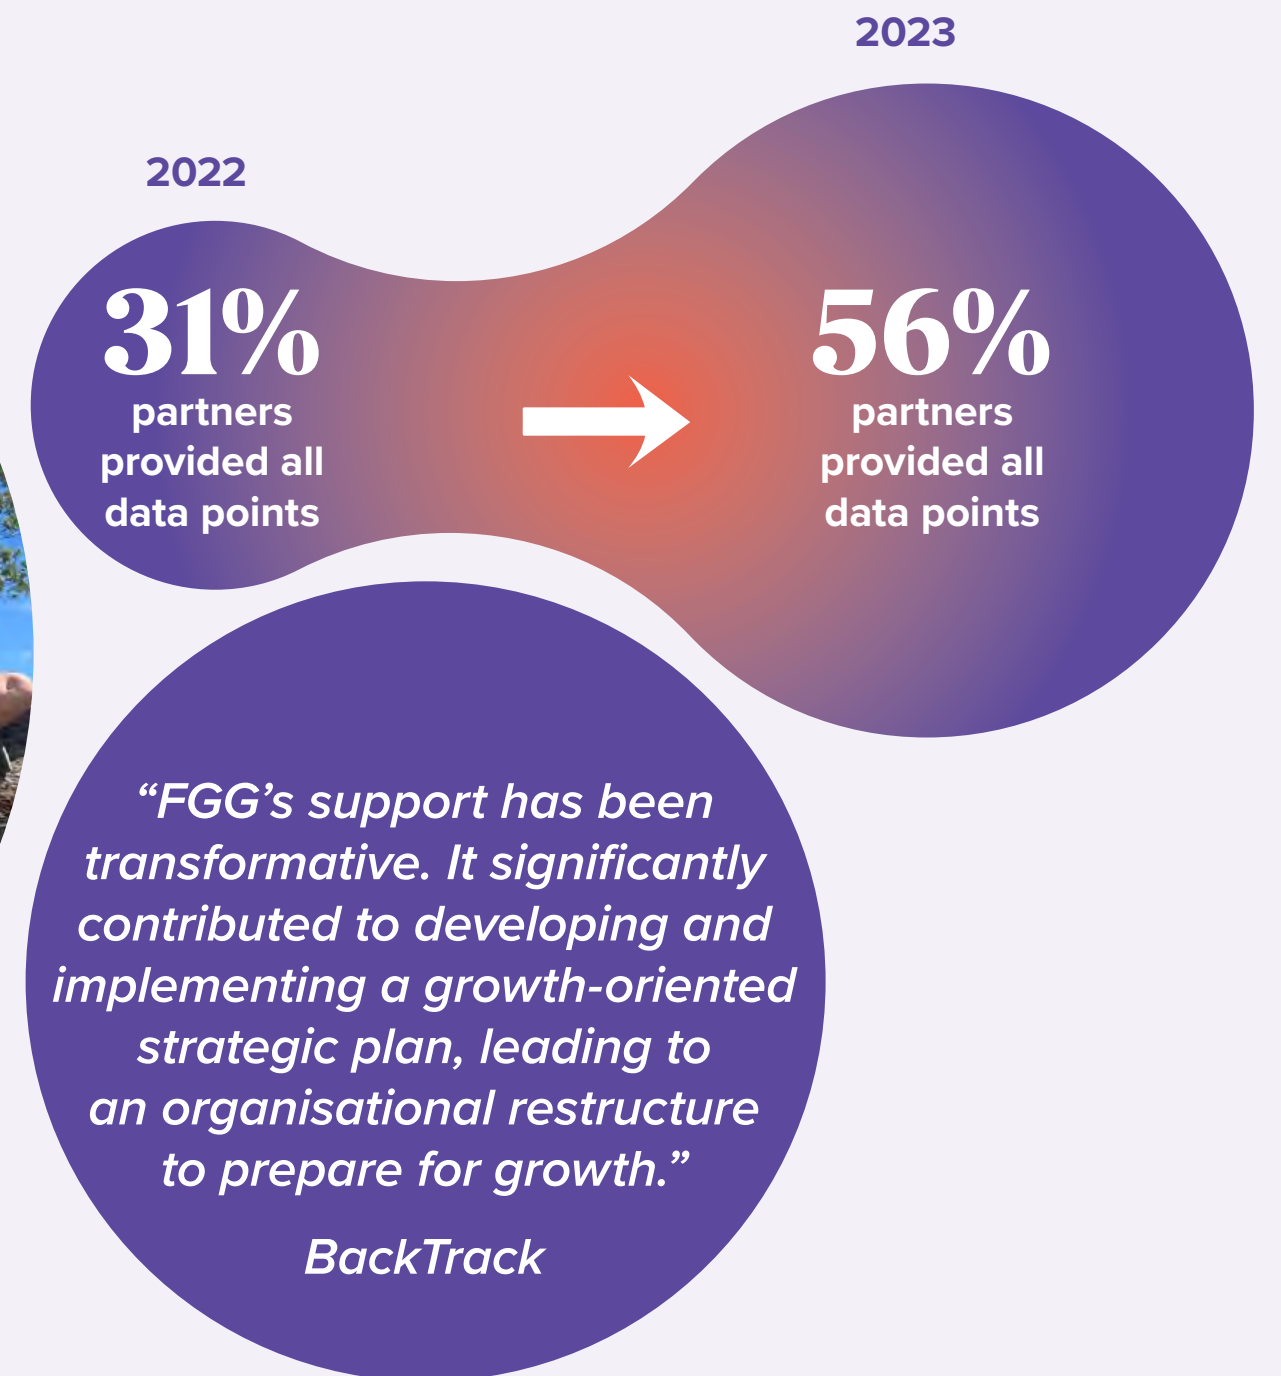 2022
31%
partners
provided all
data points
2023
56%
partners
provided all
data points
“FGG’s support has been
transformative. It significantly
contributed to developing and
implementing a growth-oriented
strategic plan, leading to
an organisational restructure
to prepare for growth.”
BackTrack